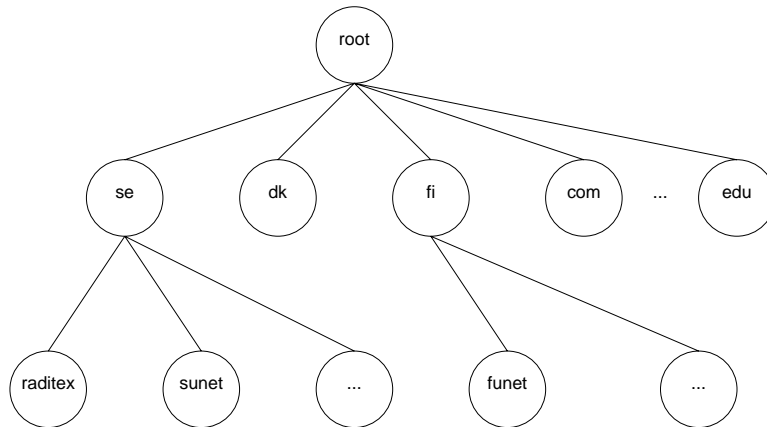 root
se
dk
fi
com
...
edu
raditex
sunet
...
funet
...